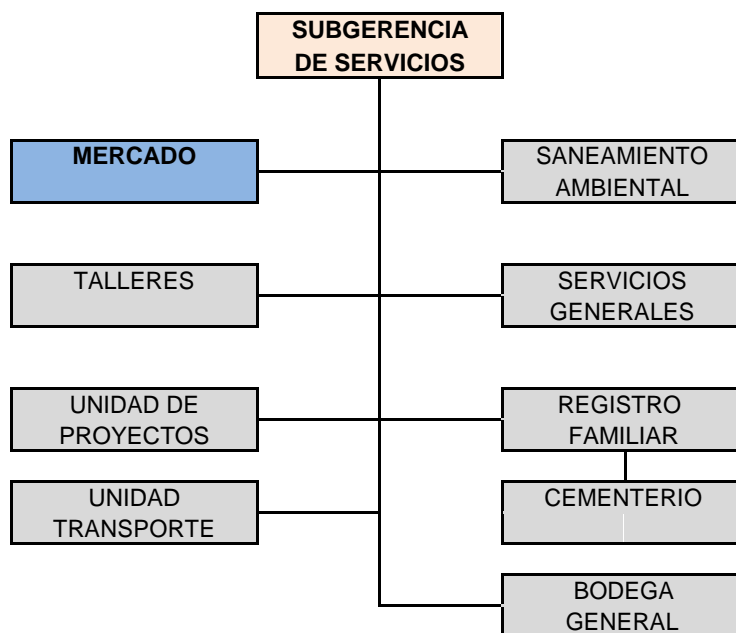 SUBGERENCIA
DE SERVICIOS
MERCADO
SANEAMIENTO
AMBIENTAL
TALLERES
SERVICIOS
GENERALES
UNIDAD DE
PROYECTOS
REGISTRO
FAMILIAR
UNIDAD
TRANSPORTE
CEMENTERIO
BODEGA
GENERAL